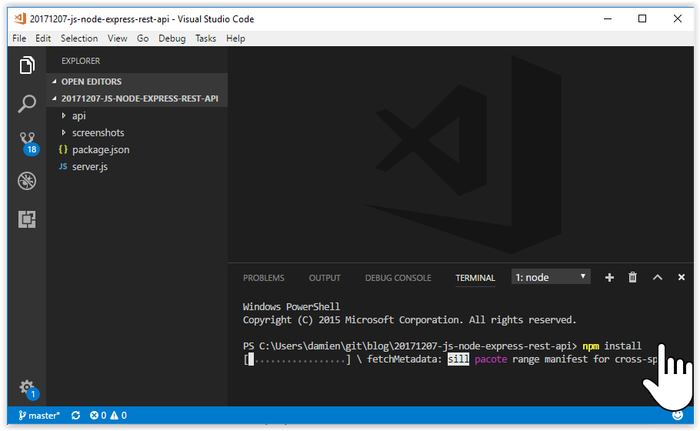 20171207-js-node-express-rest-api - Visual Studio Code
File Edit Selection View Go Debug Tasks Help
EXPLORER
OPEN EDITORS
20171207-JS-NODE-EXPRESS-REST-API
api
screenshots
{ } package.json
JS server.js
18
1
PROBLEMS OUTPUT DEBUG CONSOLE TERMINAL 1: node
Windows PowerShell
Copyright (C) 2015 Microsoft Corporation. All rights reserved.
PS C:\Users\damien\git\blog\20171207-js-node-express-rest-api> npm install
[ ................] \ fetchMetadata: sill pacote range manifest for cross-sp
master* 0 0